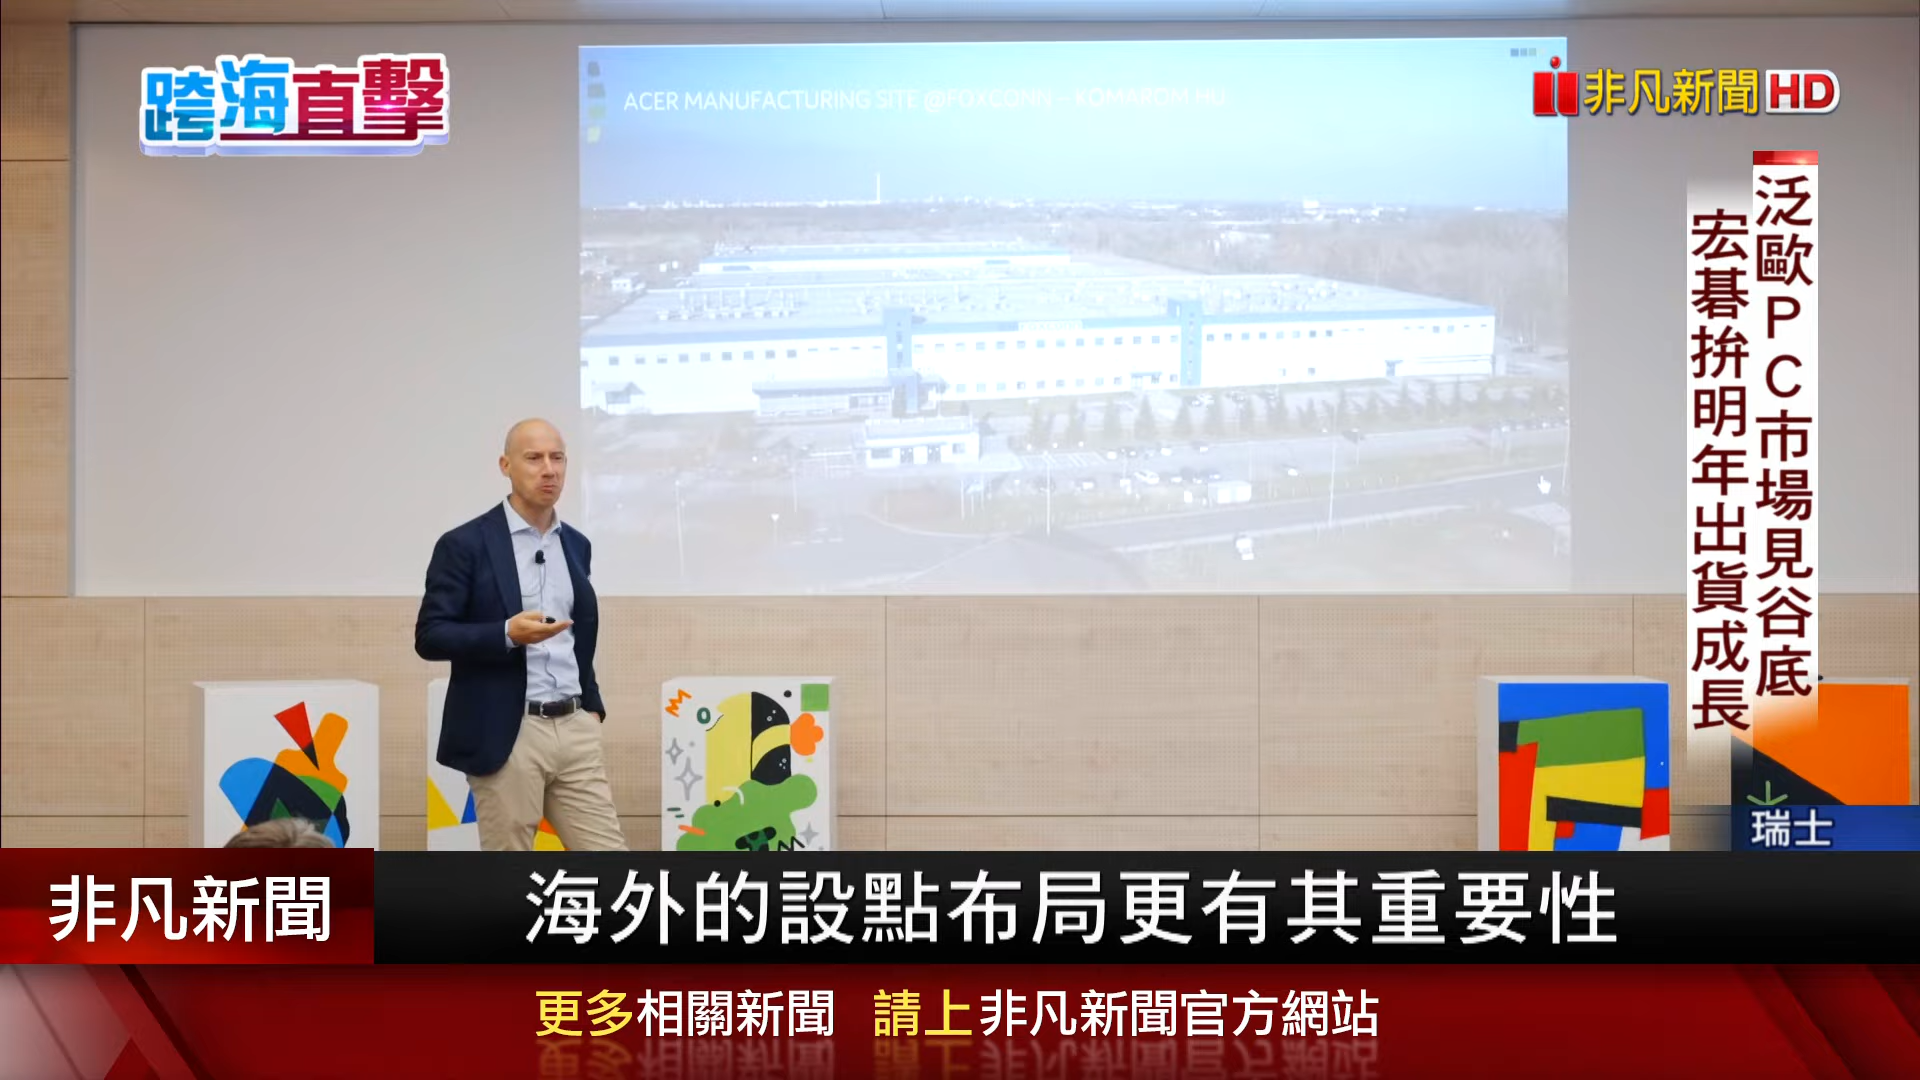 跨海直擊
ACER MANUFACTURING SITE @FOXCONN – KOMAROM HU
非凡新聞HD
泛歐PC市場見谷底
宏碁拚明年出貨成長
瑞士
非凡新聞
海外的設點布局更有其重要性
更多相關新聞 請上非凡新聞官方網站